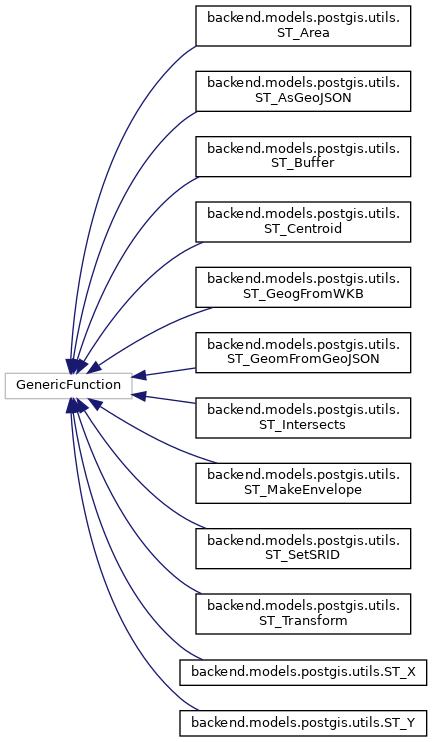 backend.models.postgis.utils.
ST_Area
backend.models.postgis.utils.
ST_AsGeoJSON
backend.models.postgis.utils.
ST_Buffer
backend.models.postgis.utils.
ST_Centroid
backend.models.postgis.utils.
ST_GeogFromWKB
backend.models.postgis.utils.
ST_GeomFromGeoJSON
GenericFunction
backend.models.postgis.utils.
ST_Intersects
backend.models.postgis.utils.
ST_MakeEnvelope
backend.models.postgis.utils.
ST_SetSRID
backend.models.postgis.utils.
ST_Transform
backend.models.postgis.utils.ST_X
backend.models.postgis.utils.ST_Y